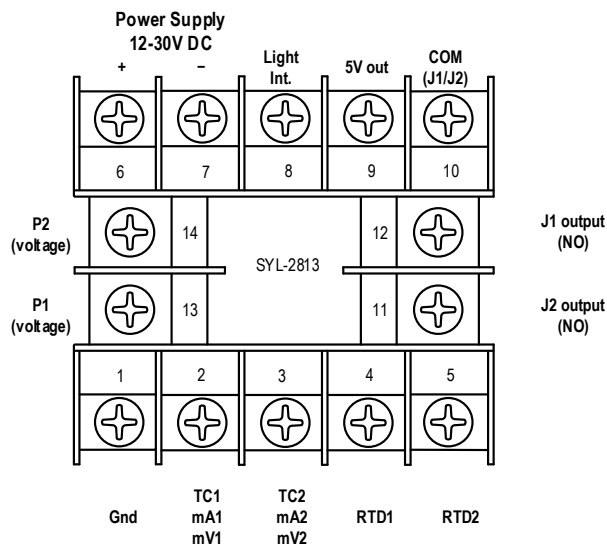 Power Supply
12-30V DC
+ − Light Int. 5V out COM (J1/J2)
6 7 8 9 10
P2 (voltage) 14 12 J1 output (NO)
SYL-2813
P1 (voltage) 13 11 J2 output (NO)
1 2 3 4 5
Gnd TC1 mA1 mV1 TC2 mA2 mV2 RTD1 RTD2